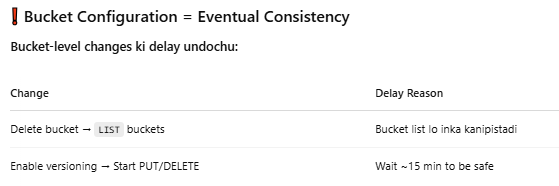 ❗ Bucket Configuration = Eventual Consistency
Bucket-level changes ki delay undochu:
Change Delay Reason
Delete bucket → LIST buckets Bucket list lo inka kanipistadi
Enable versioning → Start PUT/DELETE Wait ~15 min to be safe